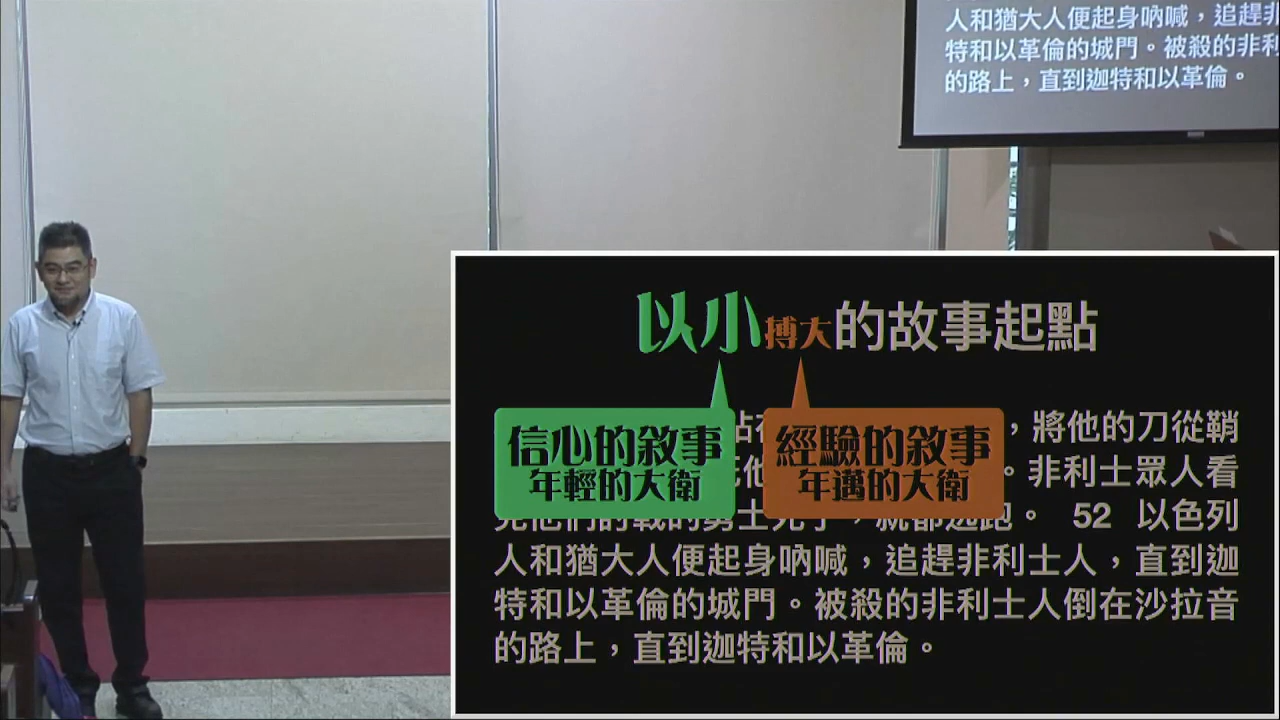 人和猶大人便起身吶喊，追趕非
特和以革倫的城門。被殺的非利
的路上，直到迦特和以革倫。
以小搏大的故事起點
信心的敘事
年輕的大衛
經驗的敘事
年邁的大衛
，將他的刀從鞘
。非利士眾人看
52 以色列
人和猶大人便起身吶喊，追趕非利士人，直到迦
特和以革倫的城門。被殺的非利士人倒在沙拉音
的路上，直到迦特和以革倫。